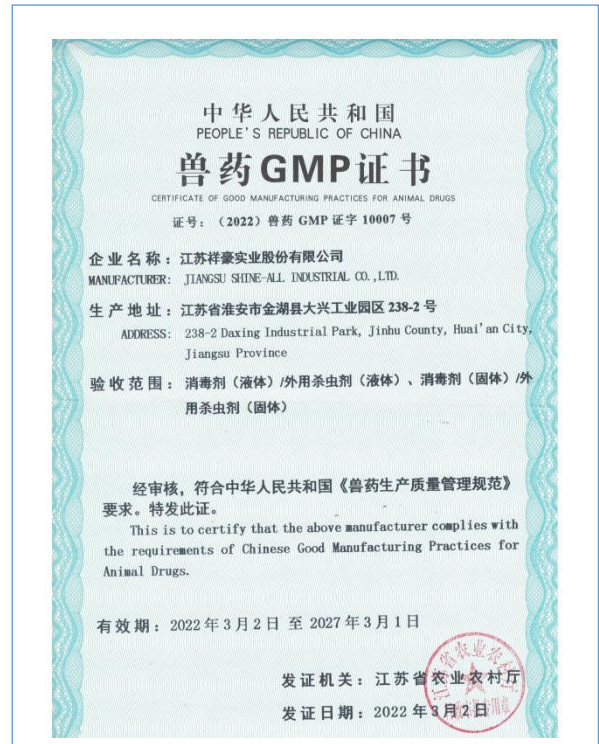 中华人民共和国
PEOPLE'S REPUBLIC OF CHINA
兽药GMP证书
CERTIFICATE OF GOOD MANUFACTURING PRACTICES FOR ANIMAL DRUGS
证号：（2022）兽药 GMP 证字 10007 号
企业名称：江苏祥豪实业股份有限公司
MANUFACTURER: JIANGSU SHINE-ALL INDUSTRIAL CO.,LTD.
生产地址：江苏省淮安市金湖县大兴工业园区 238-2 号
ADDRESS: 238-2 Daxing Industrial Park, Jinhu County, Huai'an City,
Jiangsu Province
验收范围：消毒剂（液体）/外用杀虫剂（液体）、消毒剂（固体）/外
用杀虫剂（固体）
经审核，符合中华人民共和国《兽药生产质量管理规范》
要求。特发此证。
This is to certify that the above manufacturer complies with
the requirements of Chinese Good Manufacturing Practices for
Animal Drugs.
有效期：2022 年 3 月 2 日 至 2027 年 3 月 1 日
发证机关：江苏省农业农村厅
发证日期：2022 年 3 月 2 日
江苏省农业农村厅